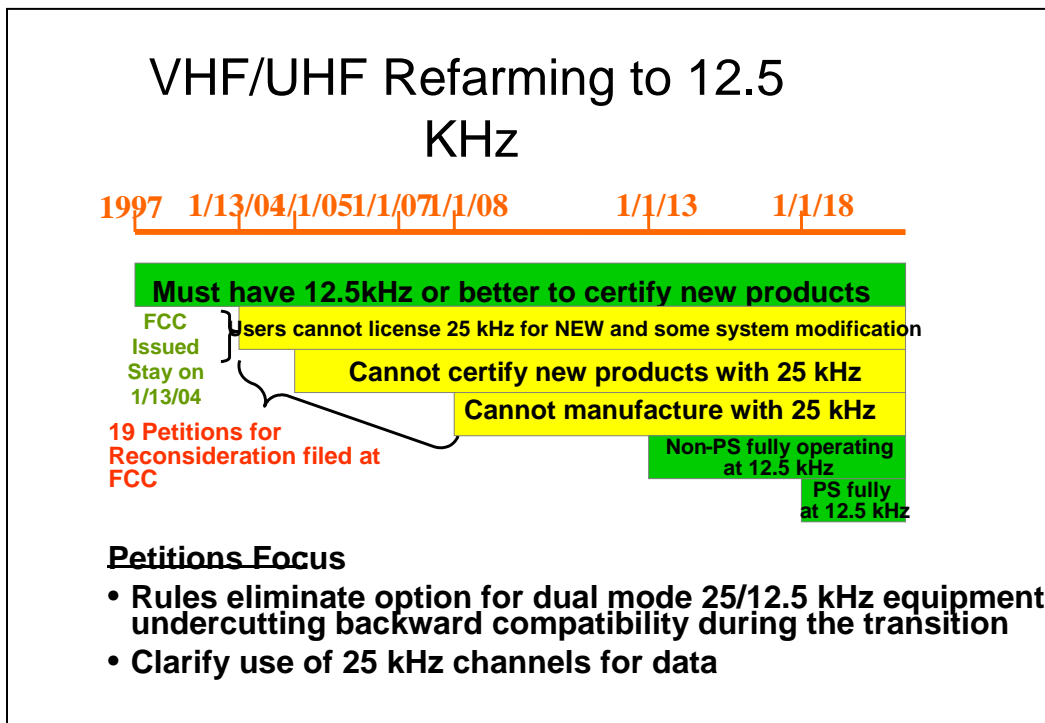 VHF/UHF Refarming to 12.5
KHz
1997 1/13/04 1/1/05 1/1/07 1/1/08 1/1/13 1/1/18
Must have 12.5kHz or better to certify new products
FCC
Issued
Stay on
1/13/04
Users cannot license 25 kHz for NEW and some system modification
Cannot certify new products with 25 kHz
Cannot manufacture with 25 kHz
19 Petitions for
Reconsideration filed at
FCC
Non-PS fully operating
at 12.5 kHz
PS fully
at 12.5 kHz
Petitions Focus
• Rules eliminate option for dual mode 25/12.5 kHz equipment
undercutting backward compatibility during the transition
• Clarify use of 25 kHz channels for data